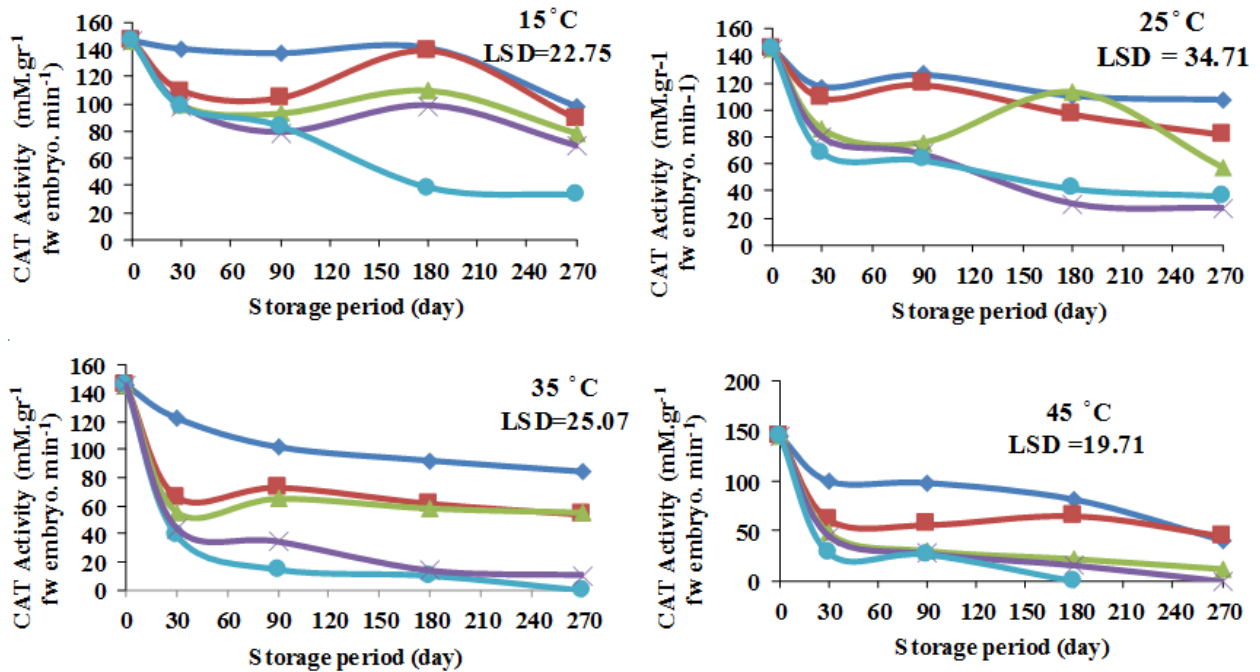 15˚C
LSD=22.75
CAT Activity (mM.gr-1
fw embryo. min-1)
160
140
120
100
80
60
40
20
0
0 30 60 90 120 150 180 210 240 270
Storage period (day)
25˚C
LSD = 34.71
CAT Activity (mM.gr-1
fw embryo. min-1)
160
140
120
100
80
60
40
20
0
0 30 60 90 120 150 180 210 240 270
Storage period (day)
35 ˚C
LSD=25.07
CAT Activity (mM.gr-1
fw embryo. min-1)
160
140
120
100
80
60
40
20
0
0 30 60 90 120 150 180 210 240 270
Storage period (day)
45 ˚C
LSD =19.71
CAT Activity (mM.gr-1
fw embryo. min-1)
200
150
100
50
0
0 30 60 90 120 150 180 210 240 270
Storage period (day)